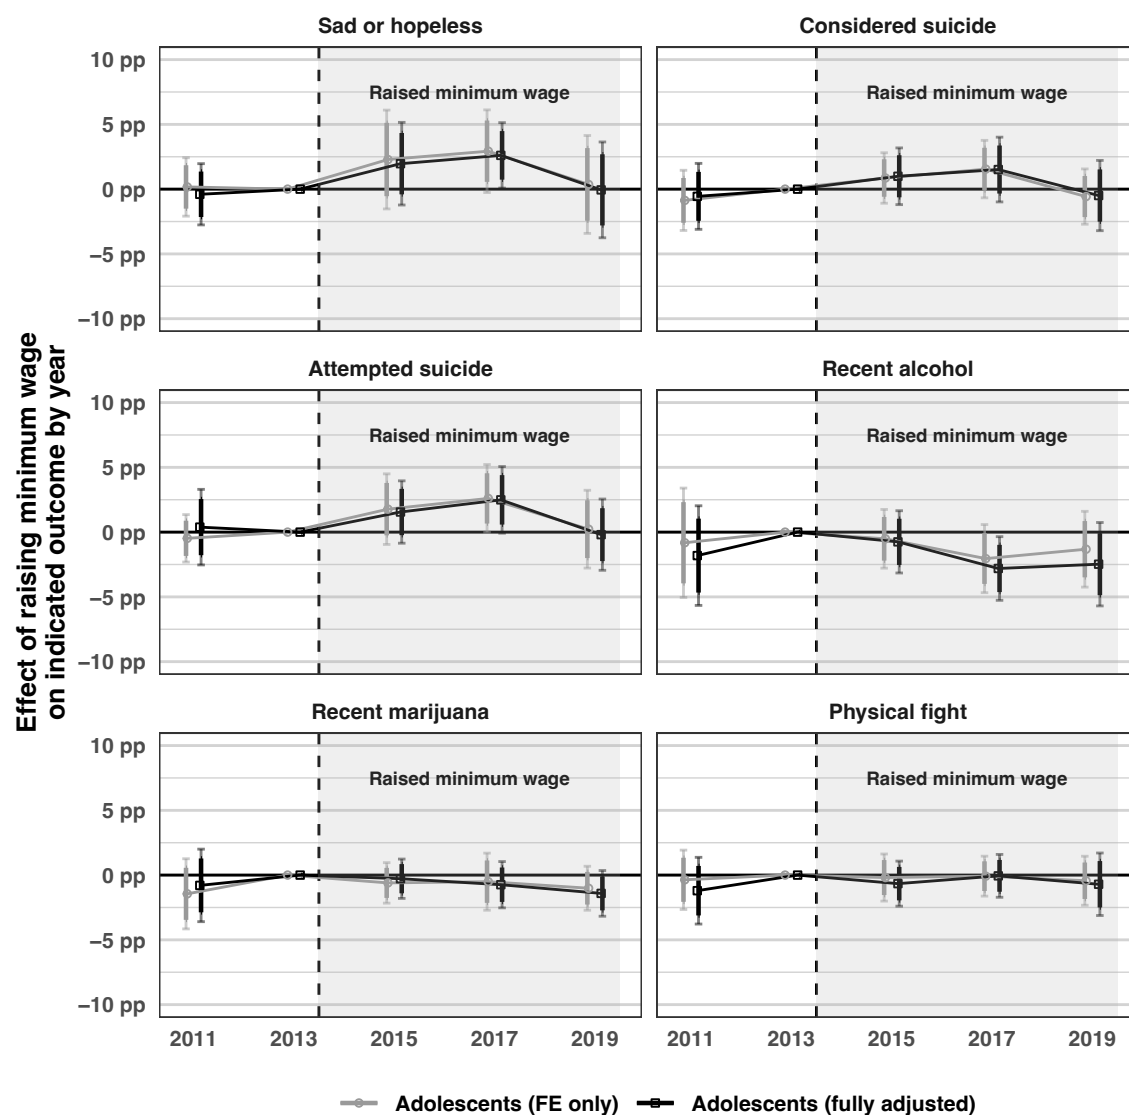 Sad or hopeless
Considered suicide
10 pp
Raised minimum wage
Raised minimum wage
5 pp
0 pp
−5 pp
−10 pp
Effect of raising minimum wage
on indicated outcome by year
Attempted suicide
Recent alcohol
10 pp
Raised minimum wage
Raised minimum wage
5 pp
0 pp
−5 pp
−10 pp
Recent marijuana
Physical fight
10 pp
Raised minimum wage
Raised minimum wage
5 pp
0 pp
−5 pp
−10 pp
2011 2013 2015 2017 2019
2011 2013 2015 2017 2019
Adolescents (FE only) Adolescents (fully adjusted)